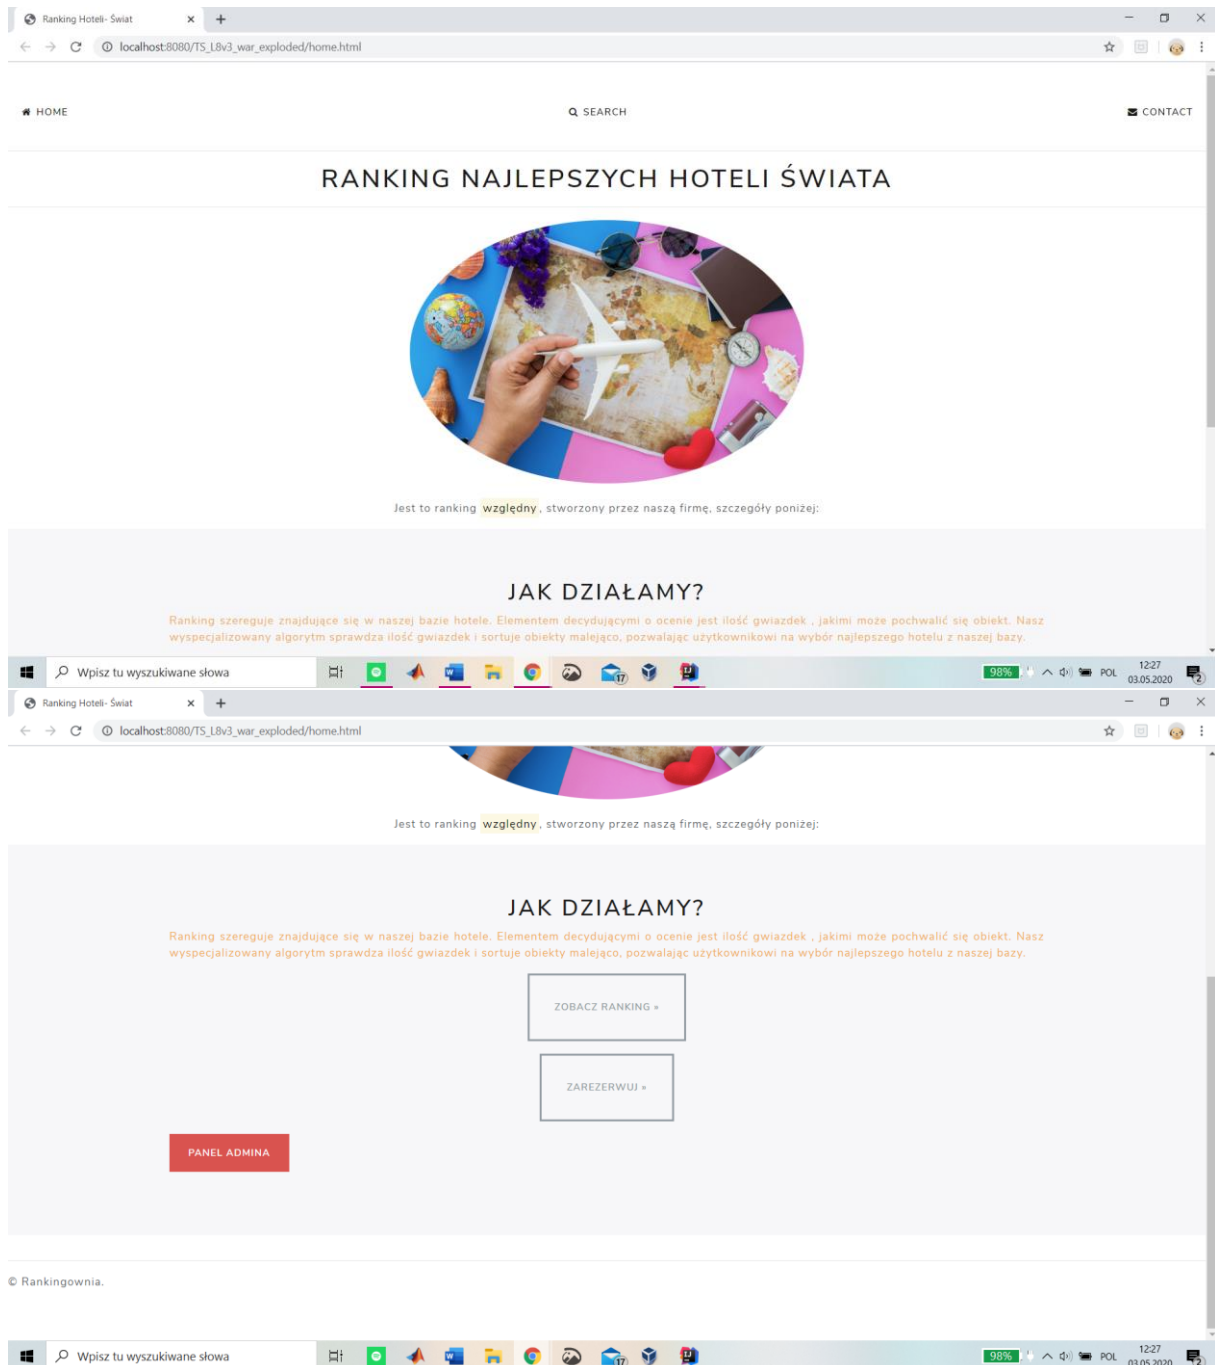 Ranking Hoteli- Świat
localhost:8080/TS_L8v3_war_exploded/home.html
HOME
SEARCH
CONTACT
RANKING NAJLEPSZYCH HOTELI ŚWIATA
Jest to ranking względny, stworzony przez naszą firmę, szczegóły poniżej:
JAK DZIAŁAMY?
Ranking szereguje znajdujące się w naszej bazie hotele. Elementem decydującymi o ocenie jest ilość gwiazdek , jakimi może pochwalić się obiekt. Nasz
wyspecjalizowany algorytm sprawdza ilość gwiazdek i sortuje obiekty malejąco, pozwalając użytkownikowi na wybór najlepszego hotelu z naszej bazy.
Wpisz tu wyszukiwane słowa
17
98%
POL
12:27
03.05.2020
2
Ranking Hoteli- Świat
localhost:8080/TS_L8v3_war_exploded/home.html
Jest to ranking względny, stworzony przez naszą firmę, szczegóły poniżej:
JAK DZIAŁAMY?
Ranking szereguje znajdujące się w naszej bazie hotele. Elementem decydującymi o ocenie jest ilość gwiazdek , jakimi może pochwalić się obiekt. Nasz
wyspecjalizowany algorytm sprawdza ilość gwiazdek i sortuje obiekty malejąco, pozwalając użytkownikowi na wybór najlepszego hotelu z naszej bazy.
ZOBACZ RANKING »
ZAREZERWUJ »
PANEL ADMINA
© Rankingownia.
Wpisz tu wyszukiwane słowa
17
98%
POL
12:27
03.05.2020
2